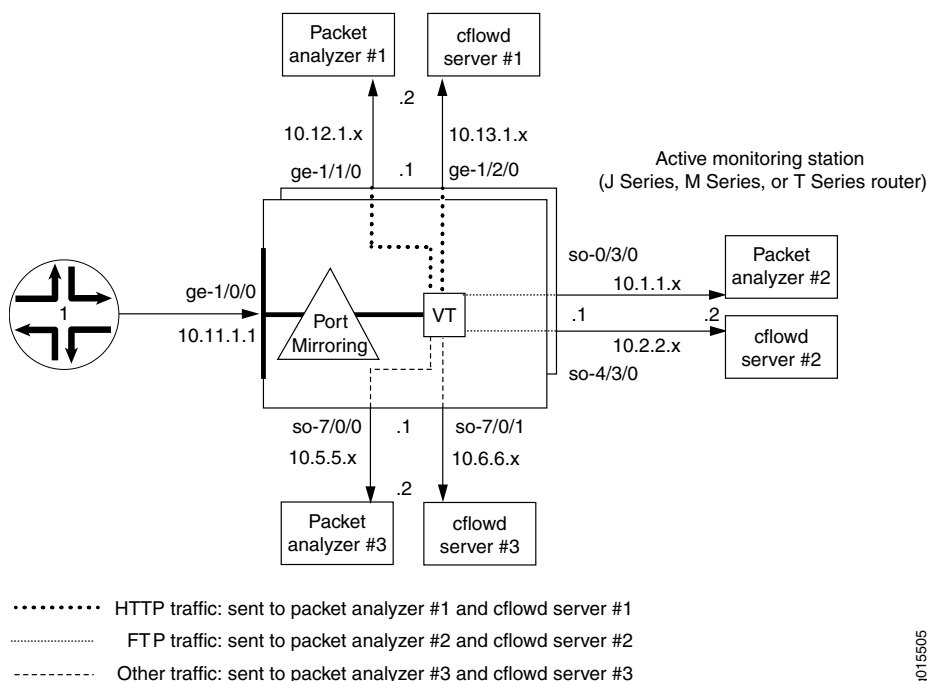 Packet
analyzer #1
cflowd
server #1
.2
10.12.1.x
10.13.1.x
ge-1/1/0
.1
ge-1/2/0
Active monitoring station
(J Series, M Series, or T Series router)
so-0/3/0
Packet
analyzer #2
10.1.1.x
ge-1/0/0
1
10.11.1.1
Port
Mirroring
VT
.1
.2
10.2.2.x
cflowd
server #2
so-4/3/0
so-7/0/0
.1
so-7/0/1
10.5.5.x
10.6.6.x
.2
Packet
analyzer #3
cflowd
server #3
HTTP traffic: sent to packet analyzer #1 and cflowd server #1
FTP traffic: sent to packet analyzer #2 and cflowd server #2
Other traffic: sent to packet analyzer #3 and cflowd server #3
g015505